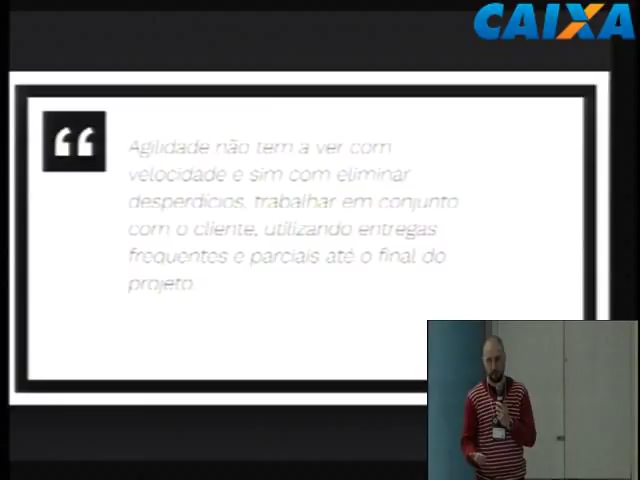 CAIXA
Agilidade não tem a ver com
velocidade e sim com eliminar
desperdícios, trabalhar em conjunto
com o cliente, utilizando entregas
frequentes e parciais até o final do
projeto